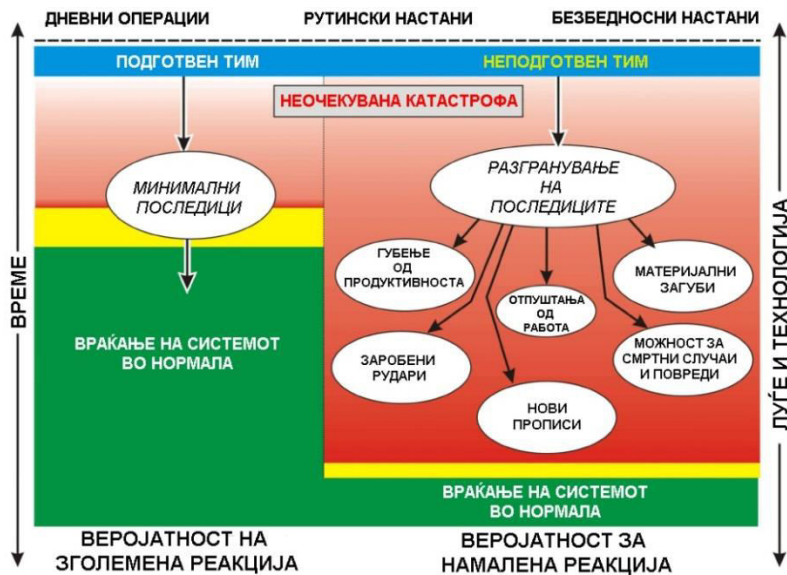 ДНЕВНИ ОПЕРАЦИИ
РУТИНСКИ НАСТАНИ
БЕЗБЕДНОСНИ НАСТАНИ
ПОДГОТВЕН ТИМ
НЕПОДГОТВЕН ТИМ
НЕОЧЕКУВАНА КАТАСТРОФА
МИНИМАЛНИ
ПОСЛЕДИЦИ
РАЗГРАНУВАЊЕ
НА
ПОСЛЕДИЦИТЕ
ГУБЕЊЕ
ОД
ПРОДУКТИВНОСТА
ОТПУШТАЊА
ОД
РАБОТА
МАТЕРИЈАЛНИ
ЗАГУБИ
ЗАРОБЕНИ
РУДАРИ
НОВИ
ПРОПИСИ
МОЖНОСТ ЗА
СМРТНИ СЛУЧАИ
И ПОВРЕДИ
ВРАЌАЊЕ НА СИСТЕМОТ
ВО НОРМАЛА
ВРАЌАЊЕ НА СИСТЕМОТ
ВО НОРМАЛА
ВРЕМЕ
ЛУЃЕ И ТЕХНОЛОГИЈА
ВЕРОЈАТНОСТ НА
ЗГОЛЕМЕНА РЕАКЦИЈА
ВЕРОЈАТНОСТ ЗА
НАМАЛЕНА РЕАКЦИЈА